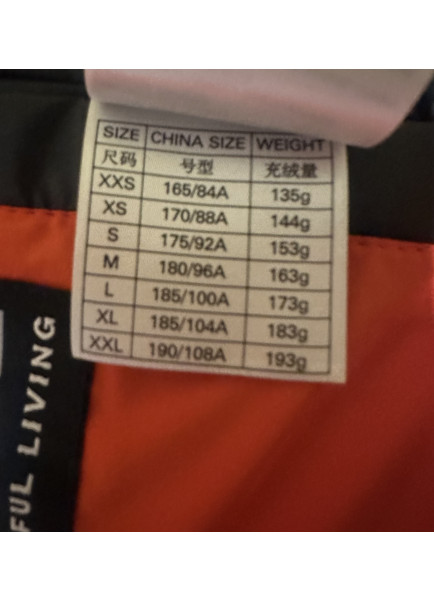 SIZE CHINA SIZE WEIGHT
尺码 号型 充绒量
XXS 165/84A 135g
XS 170/88A 144g
S 175/92A 153g
M 180/96A 163g
L 185/100A 173g
XL 185/104A 183g
XXL 190/108A 193g
FUL LIVING